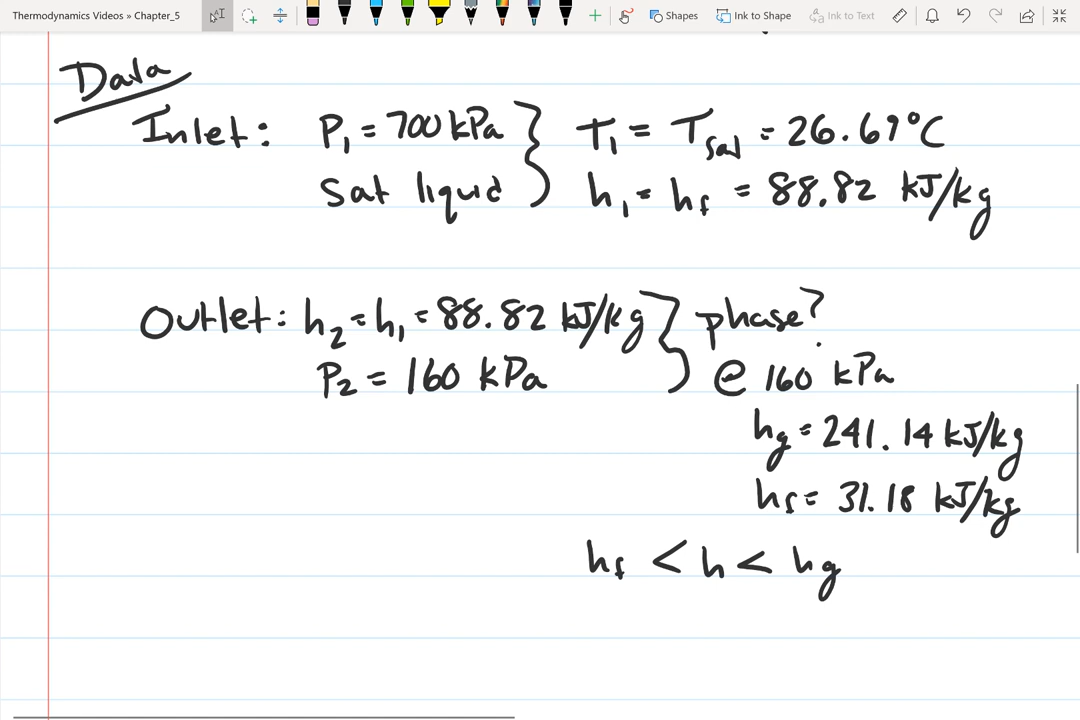 Thermodynamics Videos » Chapter_5
Shapes
Ink to Shape
Ink to Text
Data
Inlet: P₁ = 700 kPa } T₁ = Tsat = 26.69°C
Sat liquid } h₁ = hf = 88.82 kJ/kg
Outlet: h₂ = h₁ = 88.82 kJ/kg } phase?
P₂ = 160 kPa } @ 160 kPa
hg = 241.14 kJ/kg
hf = 31.18 kJ/kg
hf < h < hg